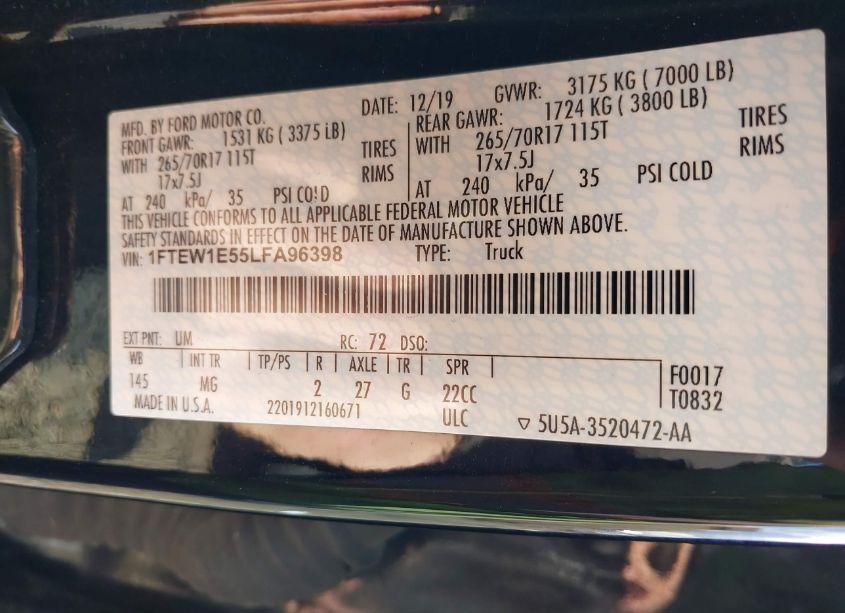 MFD. BY FORD MOTOR CO. DATE: 12/19 GVWR: 3175 KG ( 7000 LB)
FRONT GAWR: 1531 KG ( 3375 LB) REAR GAWR: 1724 KG ( 3800 LB)
WITH 265/70R17 115T TIRES WITH 265/70R17 115T TIRES
17x7.5J RIMS 17x7.5J RIMS
AT 240 kPa/ 35 PSI COLD AT 240 kPa/ 35 PSI COLD
THIS VEHICLE CONFORMS TO ALL APPLICABLE FEDERAL MOTOR VEHICLE
SAFETY STANDARDS IN EFFECT ON THE DATE OF MANUFACTURE SHOWN ABOVE.
VIN: 1FTEW1E55LFA96398 TYPE: Truck
EXT PNT: UM RC: 72 DSO:
WB INT TR TP/PS R AXLE TR SPR F0017
145 MG 2 27 G 22CC T0832
MADE IN U.S.A. 2201912160671 ULC ▽ 5U5A-3520472-AA